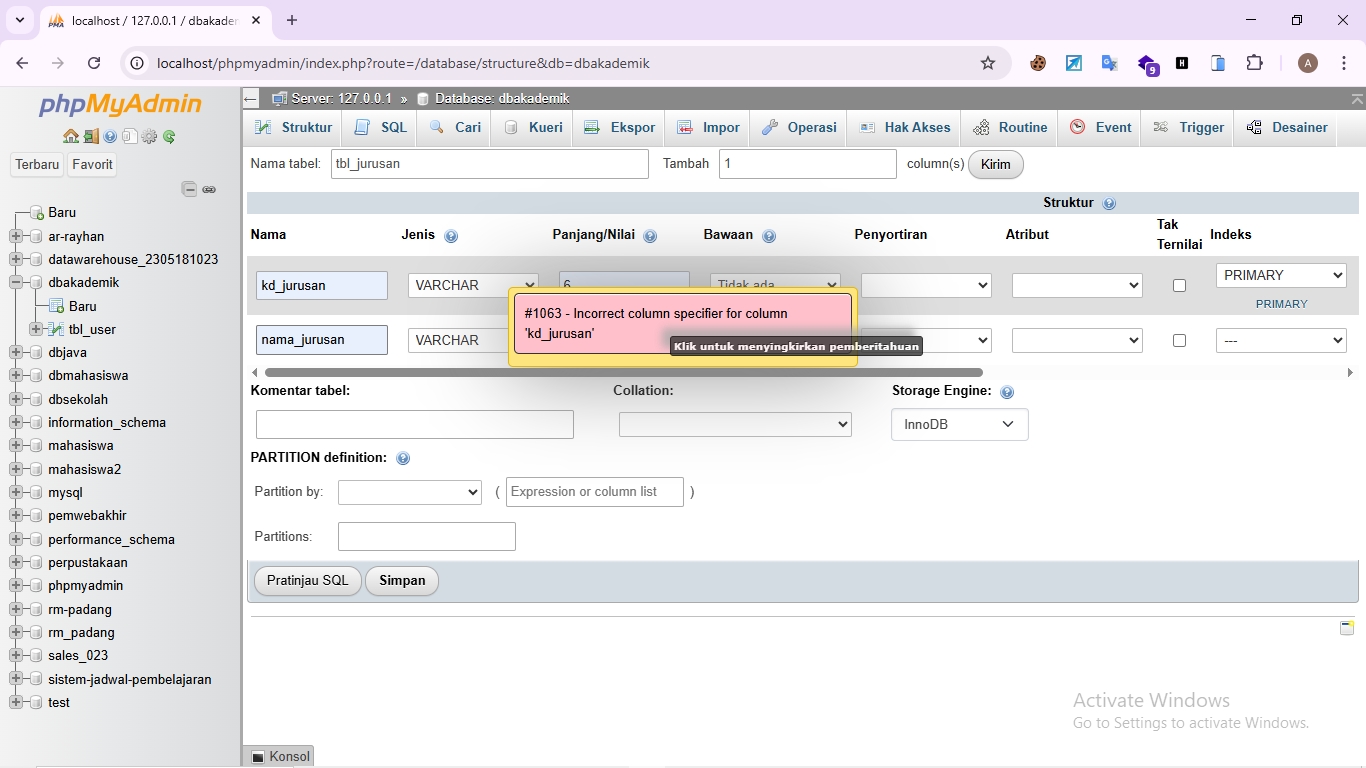 localhost / 127.0.0.1 / dbakadem
localhost/phpmyadmin/index.php?route=/database/structure&db=dbakademik
9
H
A
phpMyAdmin
Server: 127.0.0.1 » Database: dbakademik
Struktur SQL Cari Kueri Ekspor Impor Operasi Hak Akses Routine Event Trigger Desainer
Terbaru Favorit
Baru
ar-rayhan
datawarehouse_2305181023
dbakademik
Baru
tbl_user
dbjava
dbmahasiswa
dbsekolah
information_schema
mahasiswa
mahasiswa2
mysql
pemwebakhir
performance_schema
perpustakaan
phpmyadmin
rm-padang
rm_padang
sales_023
sistem-jadwal-pembelajaran
test
Nama tabel: tbl_jurusan Tambah 1 column(s) Kirim
Struktur
Nama Jenis Panjang/Nilai Bawaan Penyortiran Atribut Tak Ternilai Indeks
kd_jurusan VARCHAR 6 Tidak ada PRIMARY
PRIMARY
#1063 - Incorrect column specifier for column
'kd_jurusan'
Klik untuk menyingkirkan pemberitahuan
nama_jurusan VARCHAR ---
Komentar tabel: Collation: Storage Engine:
InnoDB
PARTITION definition:
Partition by: ( Expression or column list )
Partitions:
Pratinjau SQL Simpan
Activate Windows
Go to Settings to activate Windows.
Konsol